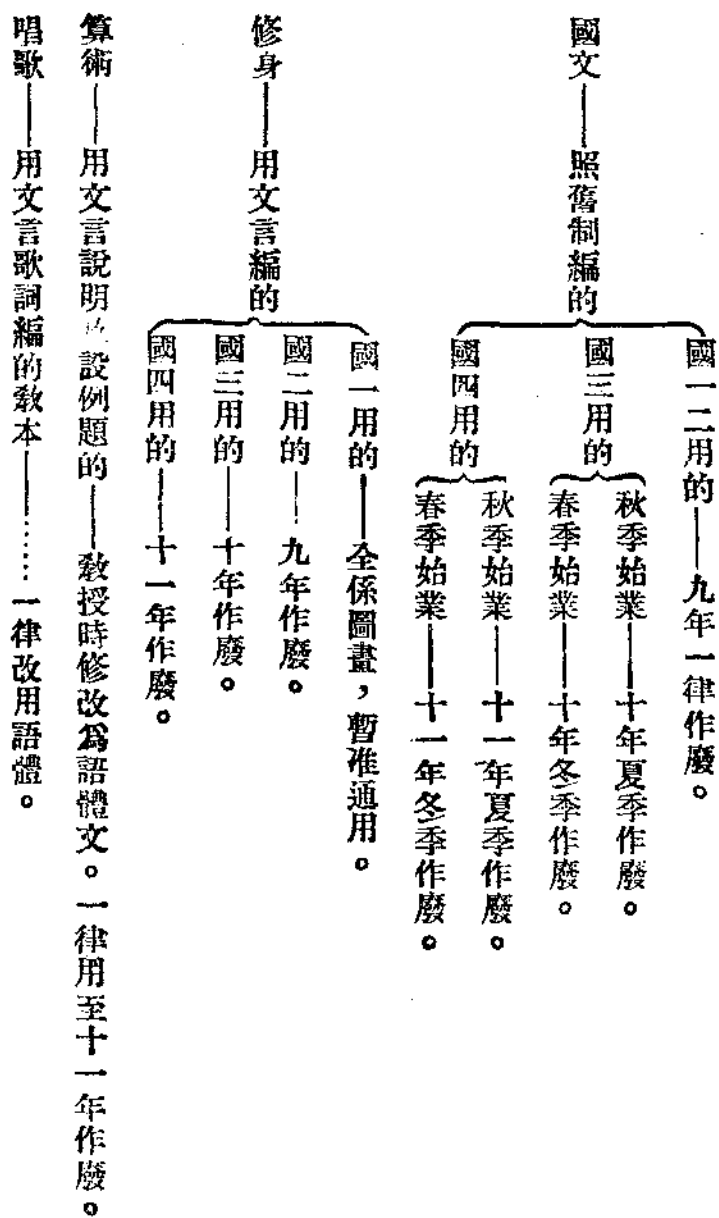 國一二用的——九年一律作廢。
國文——照舊制編的
國三用的
秋季始業——十年夏季作廢。
春季始業——十年冬季作廢。
國四用的
秋季始業——十一年夏季作廢。
春季始業——十一年冬季作廢。
國一用的——全係圖畫，暫准通用。
修身——用文言編的
國二用的——九年作廢。
國三用的——十年作廢。
國四用的——十一年作廢。
算術——用文言說明 設例題的——敎授時修改爲語體文。一律用至十一年作廢。
唱歌——用文言歌詞編的敎本——……一律改用語體。